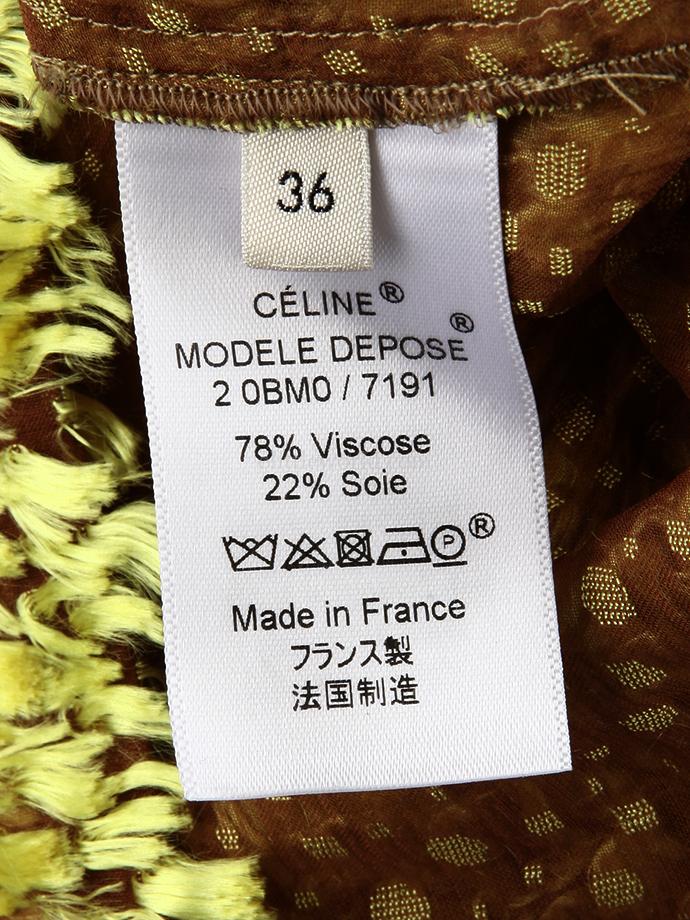 36
CÉLINE®
MODELE DEPOSE®
2 0BM0 / 7191
78% Viscose
22% Soie
P ®
Made in France
フランス製
法国制造